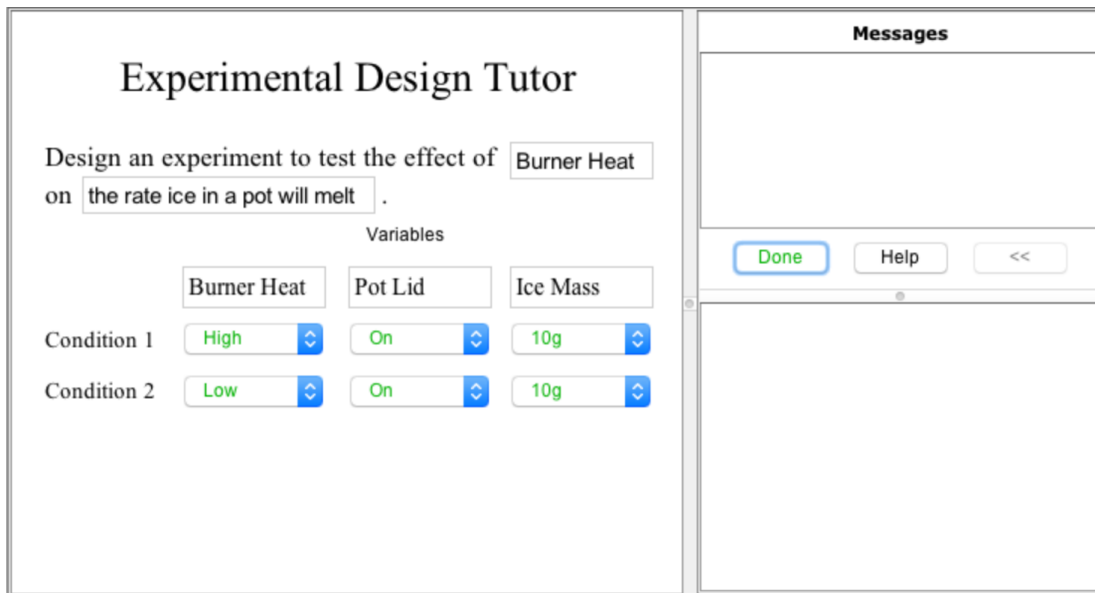 Experimental Design Tutor
Design an experiment to test the effect of Burner Heat
on the rate ice in a pot will melt .
Variables
Burner Heat Pot Lid Ice Mass
Condition 1 High On 10g
Condition 2 Low On 10g
Messages
Done Help <<